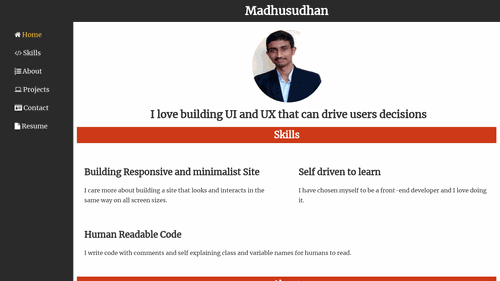 Madhusudhan
Home
Skills
About
Projects
Contact
Resume
I love building UI and UX that can drive users decisions
Skills
Building Responsive and minimalist Site
I care more about building a site that looks and interacts in the
same way on all screen sizes.
Self driven to learn
I have chosen myself to be a front-end developer and I love doing
it.
Human Readable Code
I write code with comments and self explaining class and variable names for humans to read.